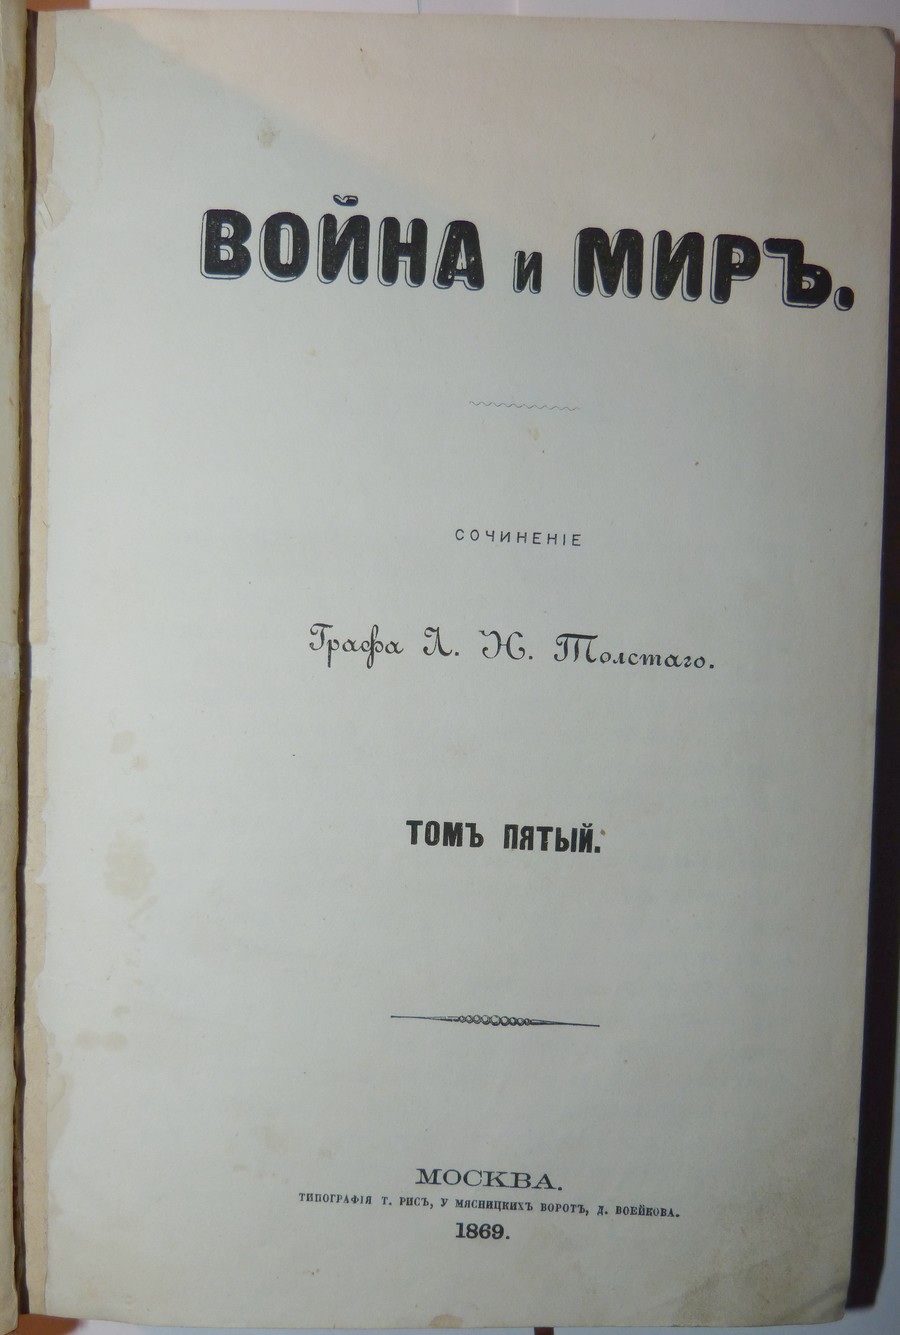 ВОЙНА и МИРЪ.
СОЧИНЕНІЕ
Графа Л. Н. Толстаго.
ТОМЪ ПЯТЫЙ.
МОСКВА.
ТИПОГРАФІЯ Т. РИСЪ, У МЯСНИЦКИХЪ ВОРОТЪ, Д. ВОЕЙКОВА.
1869.